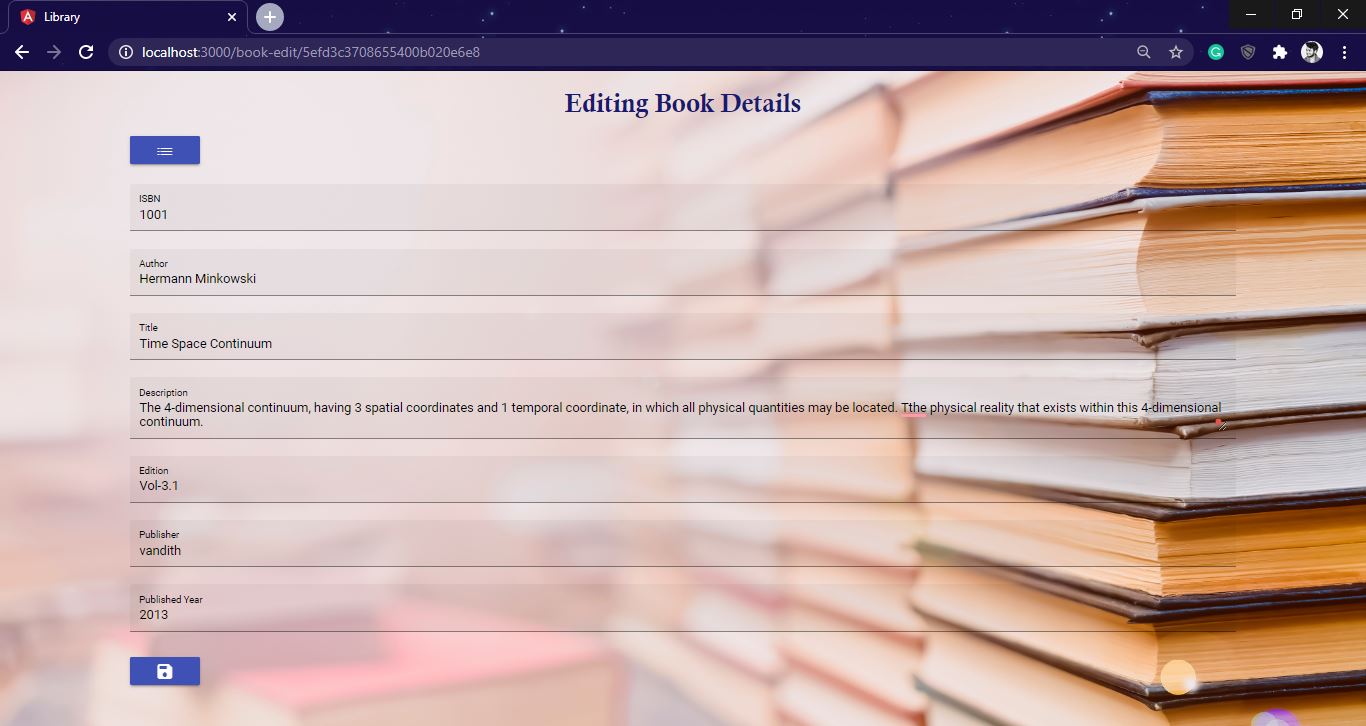 Library
localhost:3000/book-edit/5efd3c3708655400b020e6e8
Editing Book Details
ISBN
1001
Author
Hermann Minkowski
Title
Time Space Continuum
Description
The 4-dimensional continuum, having 3 spatial coordinates and 1 temporal coordinate, in which all physical quantities may be located. Tthe physical reality that exists within this 4-dimensional
continuum.
Edition
Vol-3.1
Publisher
vandith
Published Year
2013